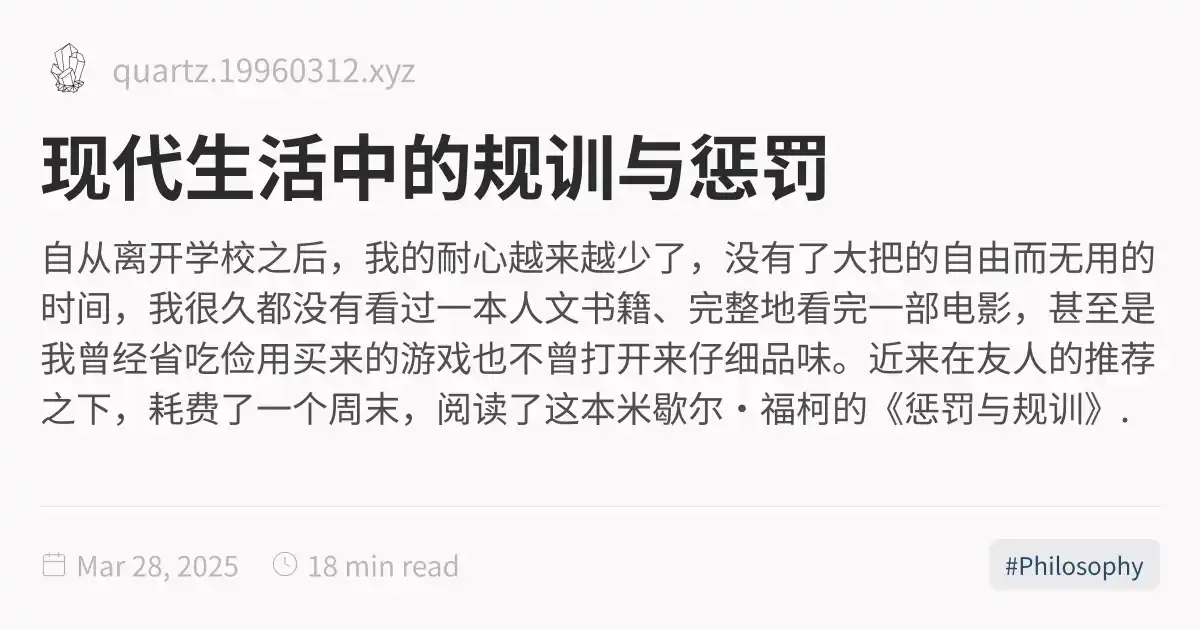 quartz.19960312.xyz
现代生活中的规训与惩罚
自从离开学校之后，我的耐心越来越少了，没有了大把的自由而无用的
时间，我很久都没有看过一本人文书籍、完整地看完一部电影，甚至是
我曾经省吃俭用买来的游戏也不曾打开来仔细品味。近来在友人的推荐
之下，耗费了一个周末，阅读了这本米歇尔·福柯的《惩罚与规训》.
Mar 28, 2025 18 min read #Philosophy